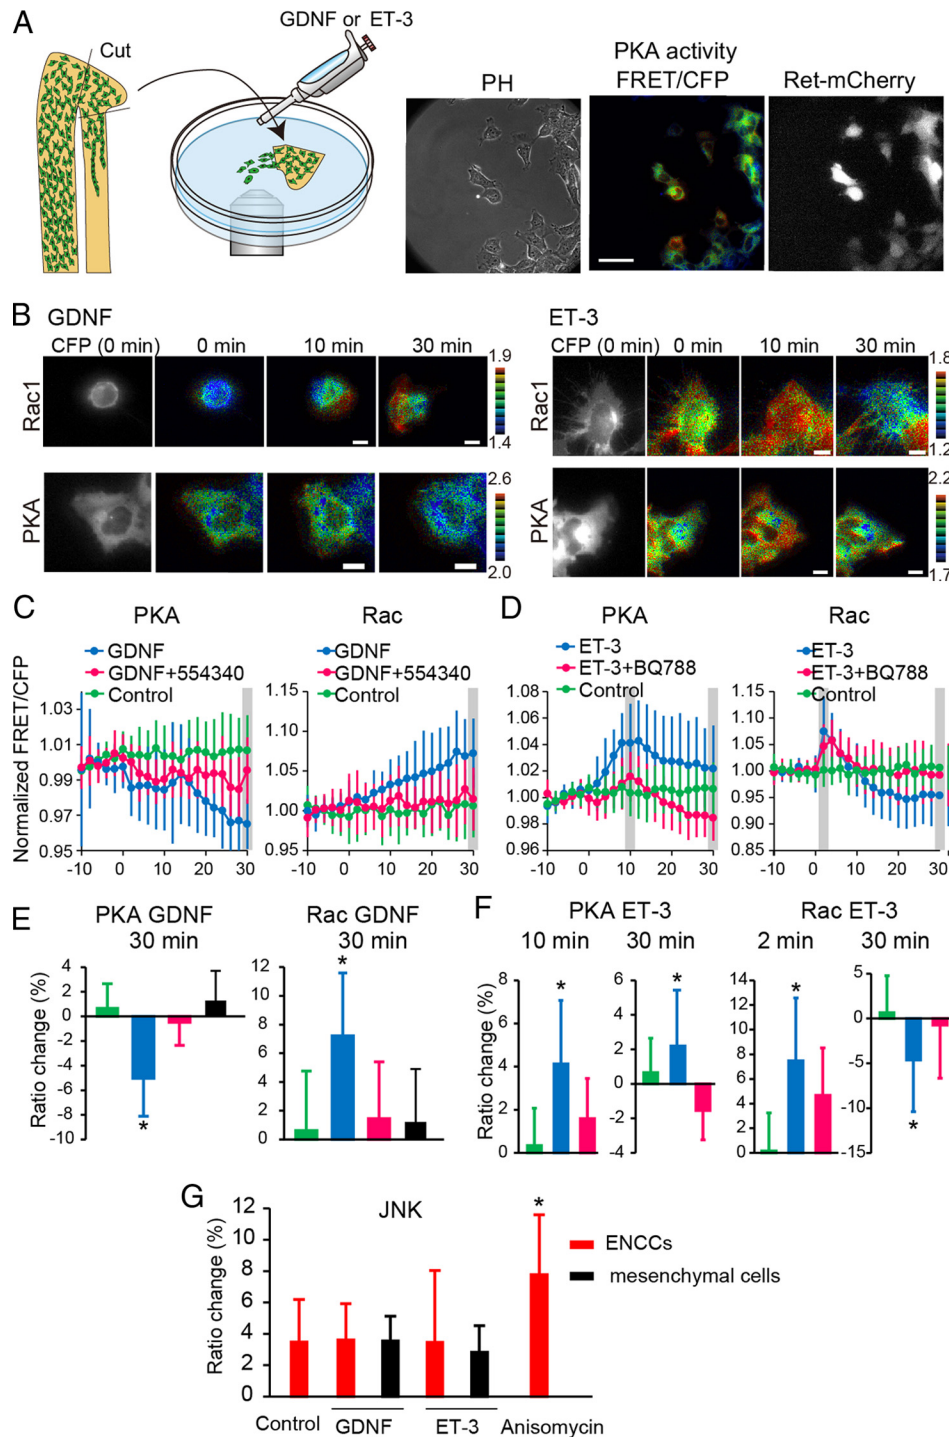 A
GDNF or ET-3
Cut
PH
PKA activity
FRET/CFP
Ret-mCherry
B
GDNF
CFP (0 min)
0 min
10 min
30 min
Rac1
1.9
1.4
PKA
2.6
2.0
ET-3
CFP (0 min)
0 min
10 min
30 min
Rac1
1.8
1.2
PKA
2.2
1.7
C
PKA
GDNF
GDNF+554340
Control
Normalized FRET/CFP
1.03
1.01
0.99
0.97
0.95
-10 0 10 20 30
Rac
GDNF
GDNF+554340
Control
1.15
1.10
1.05
1.00
0.95
-10 0 10 20 30
D
PKA
ET-3
ET-3+BQ788
Control
1.08
1.06
1.04
1.02
1.00
0.98
0.96
-10 0 10 20 30
Rac
ET-3
ET-3+BQ788
Control
1.15
1.10
1.05
1.00
0.95
0.90
0.85
-10 0 10 20 30
E
PKA GDNF
30 min
Ratio change (%)
4
2
0
-2
-4
-6
-8
-10
*
Rac GDNF
30 min
12
9
6
4
2
0
*
F
PKA ET-3
10 min
Ratio change (%)
8
6
4
2
0
*
30 min
6
4
2
0
-2
-4
*
Rac ET-3
2 min
14
12
10
8
6
4
2
0
*
30 min
5
0
-5
-10
-15
*
G
JNK
Ratio change (%)
12
10
8
6
4
2
0
*
ENCCs
mesenchymal cells
Control
GDNF
ET-3
Anisomycin